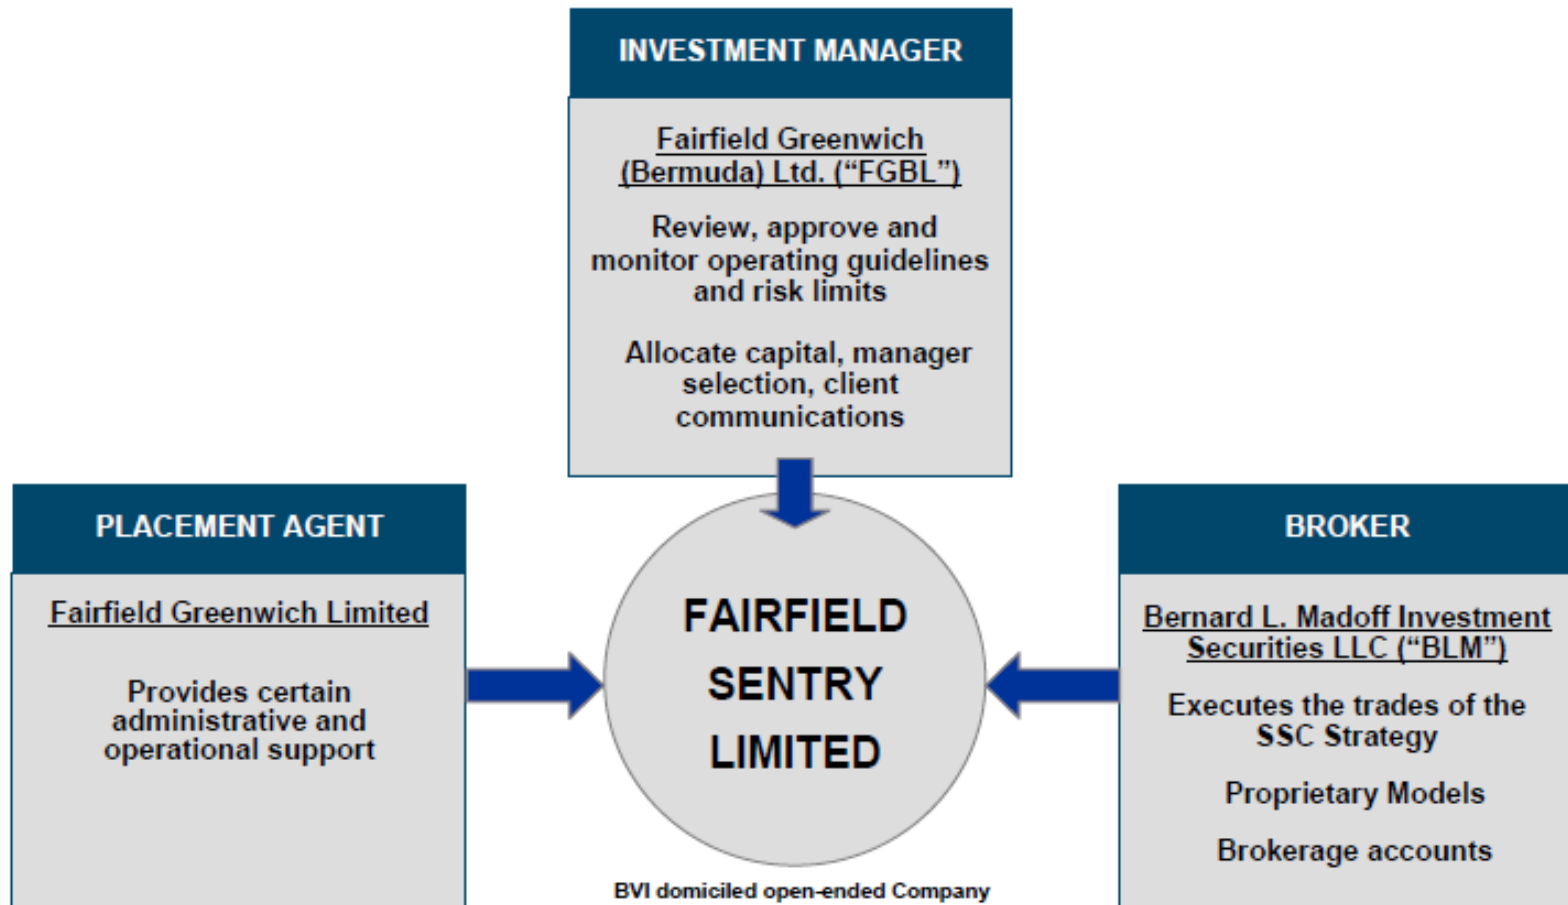 INVESTMENT MANAGER
Fairfield Greenwich
(Bermuda) Ltd. (“FGBL”)
Review, approve and
monitor operating guidelines
and risk limits
Allocate capital, manager
selection, client
communications
PLACEMENT AGENT
Fairfield Greenwich Limited
Provides certain
administrative and
operational support
FAIRFIELD
SENTRY
LIMITED
BVI domiciled open-ended Company
BROKER
Bernard L. Madoff Investment
Securities LLC (“BLM”)
Executes the trades of the
SSC Strategy
Proprietary Models
Brokerage accounts